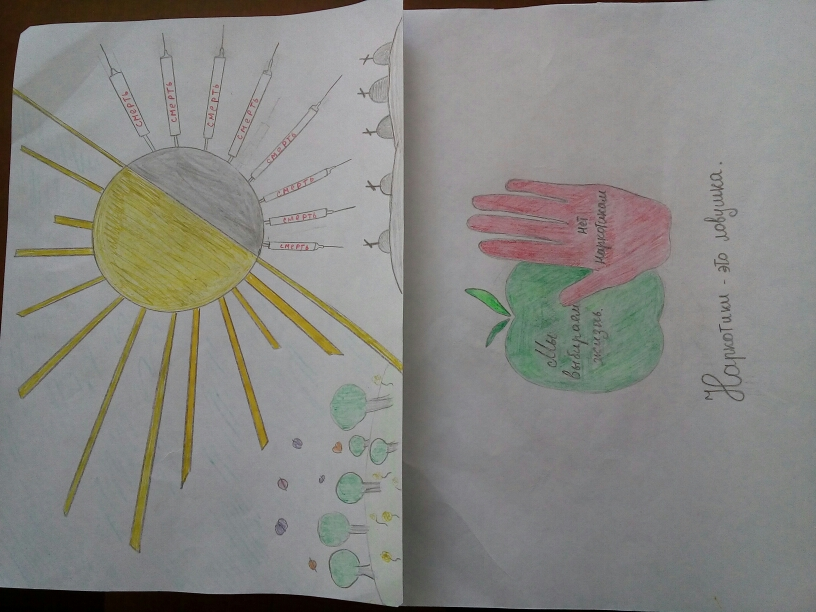 смерть
смерть
смерть
смерть
смерть
смерть
смерть
смерть
нет
наркотикам
Мы
выбираем
жизнь.
Наркотики - это ловушка.